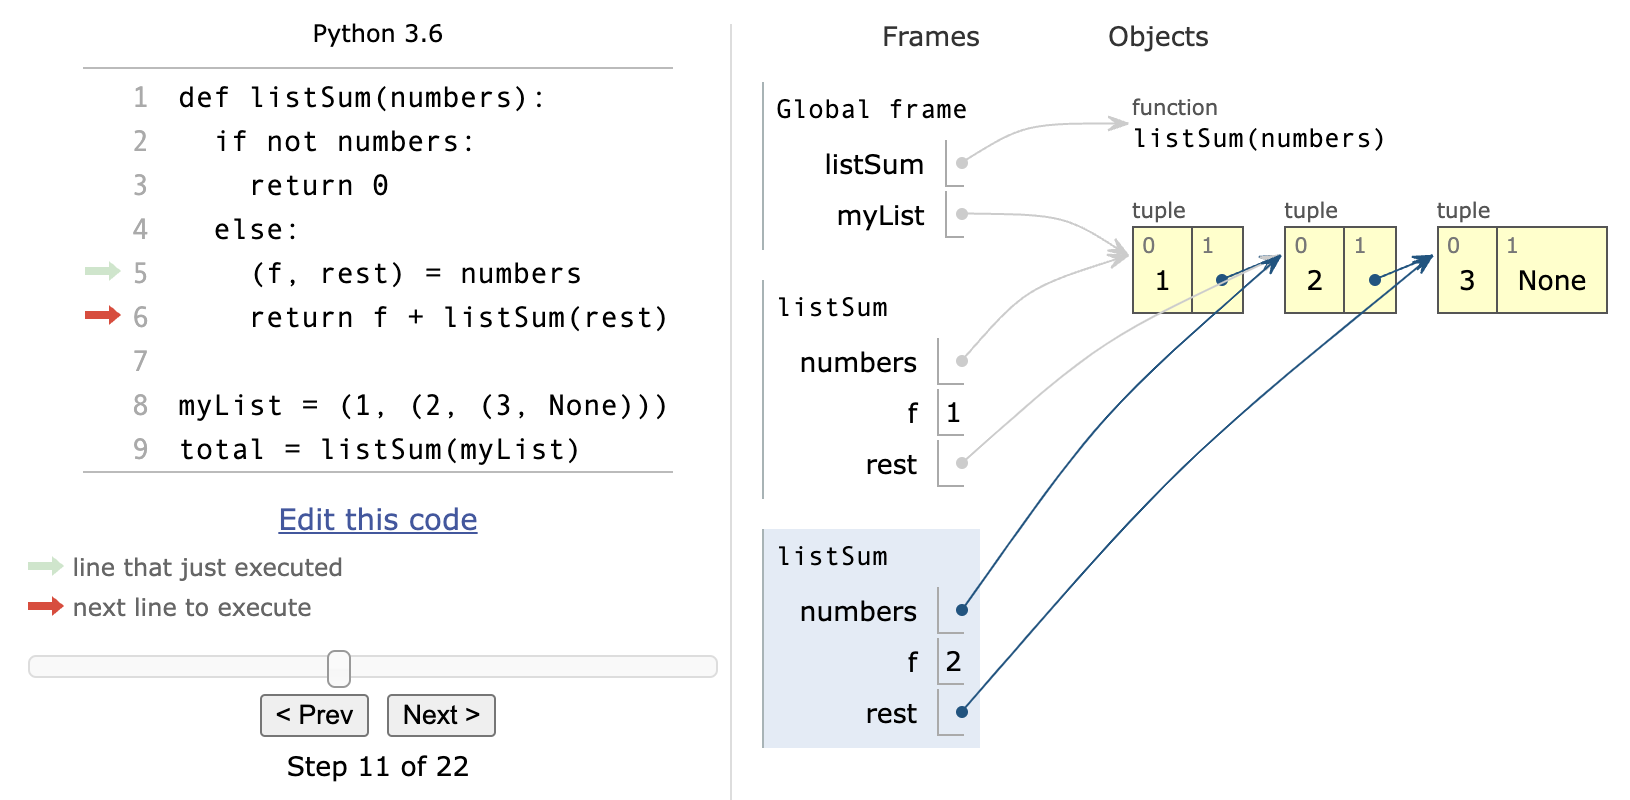 Python 3.6
1 def listSum(numbers):
2   if not numbers:
3     return 0
4   else:
5     (f, rest) = numbers
6     return f + listSum(rest)
7
8 myList = (1, (2, (3, None)))
9 total = listSum(myList)
Edit this code
line that just executed
next line to execute
< Prev
Next >
Step 11 of 22
Frames
Objects
Global frame
listSum
myList
function
listSum(numbers)
tuple
0 1
1
tuple
0 1
2
tuple
0 1
3 None
listSum
numbers
f 1
rest
listSum
numbers
f 2
rest